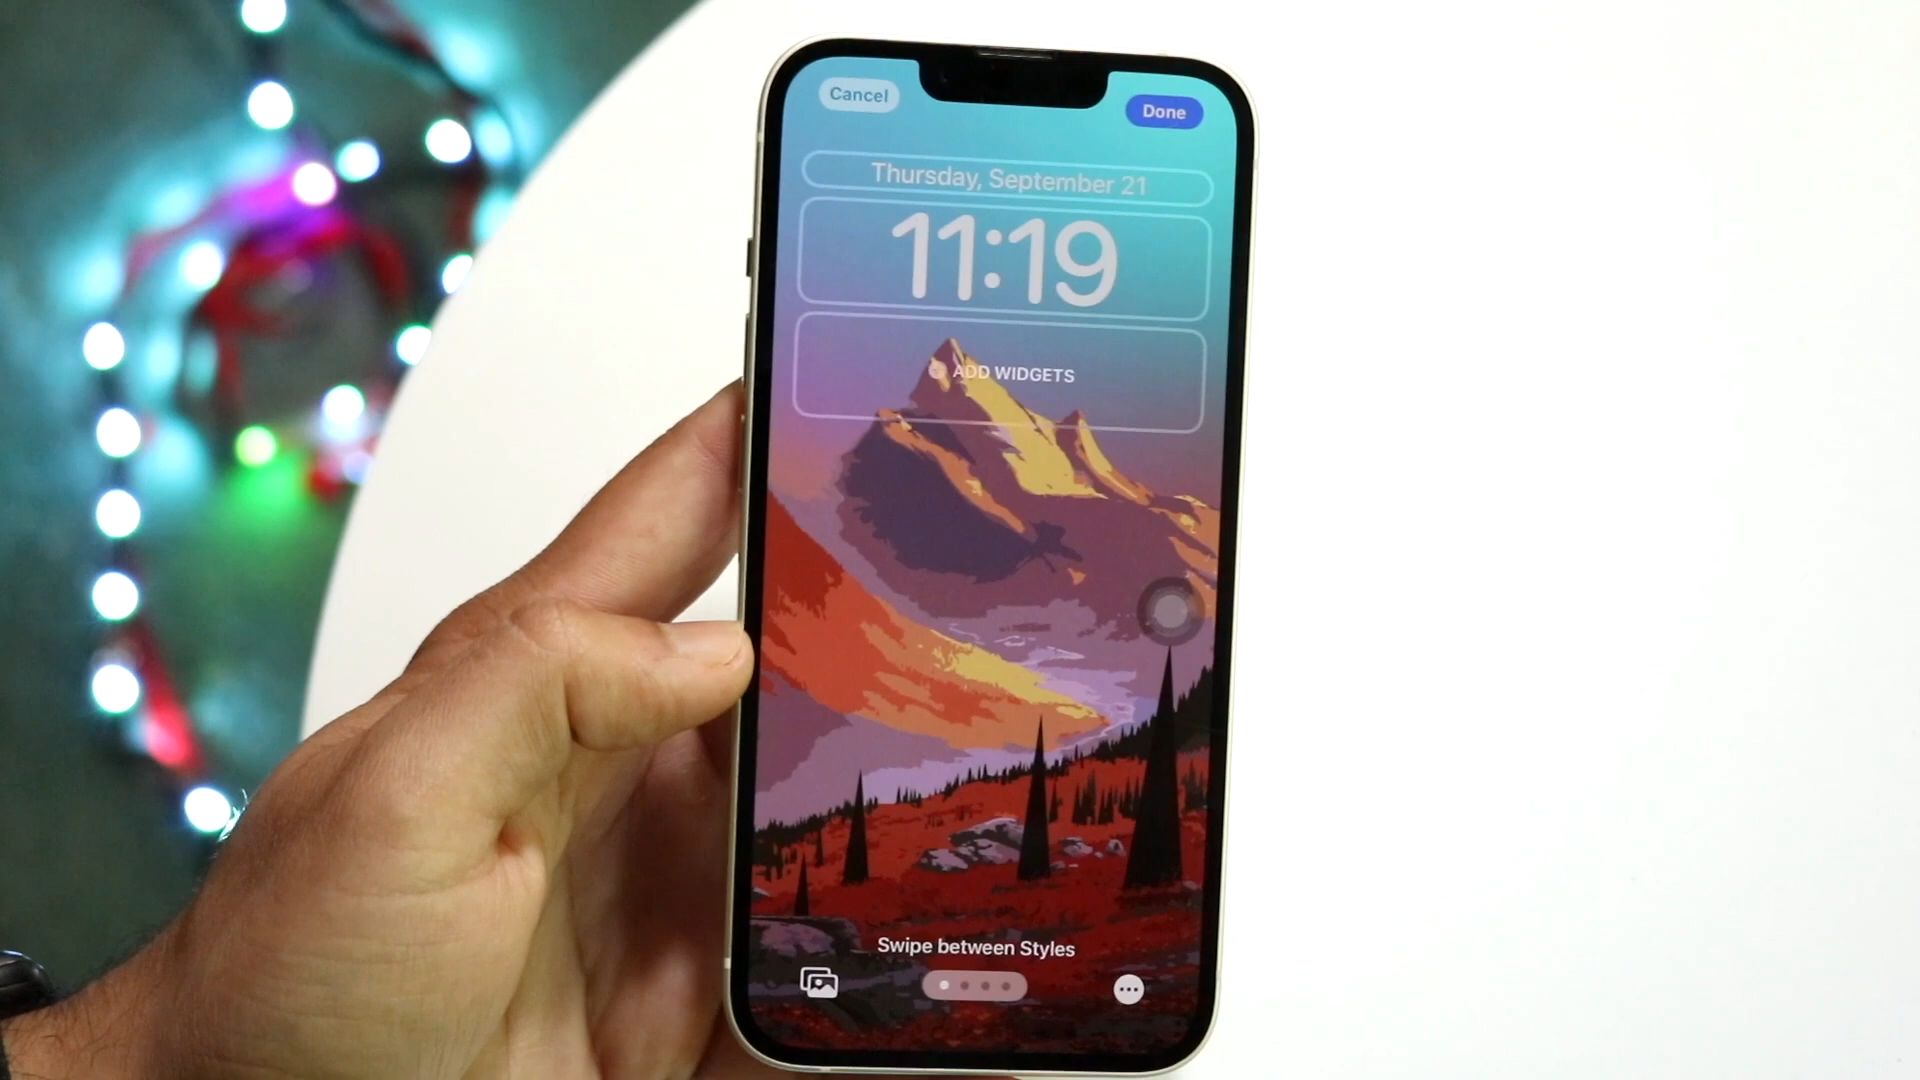 Cancel
Done
Thursday, September 21
11:19
ADD WIDGETS
Swipe between Styles